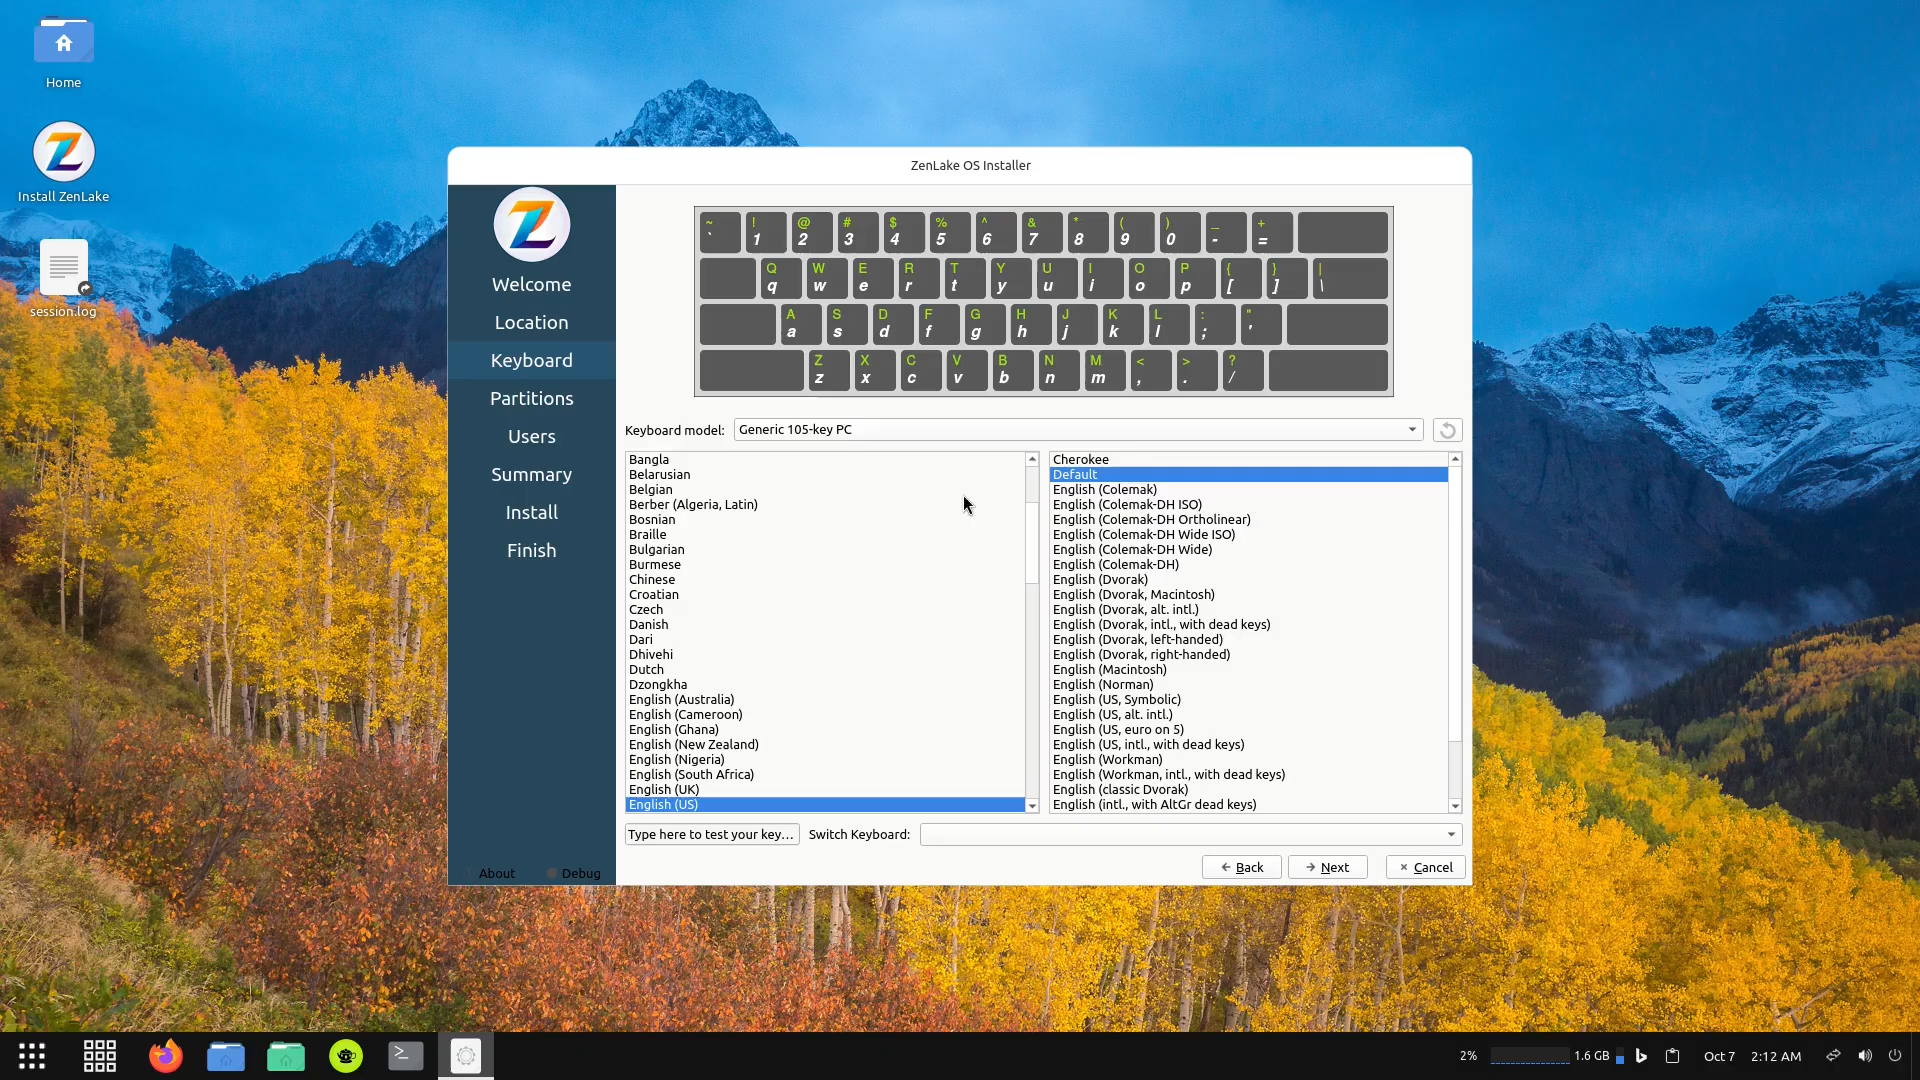 Home
Install ZenLake
session.log
ZenLake OS Installer
Welcome
Location
Keyboard
Partitions
Users
Summary
Install
Finish
About
Debug
~ ! @ # $ % ^ & * ( ) _ +
` 1 2 3 4 5 6 7 8 9 0 - =
Q W E R T Y U I O P { } |
q w e r t y u i o p [ ] \
A S D F G H J K L : "
a s d f g h j k l ; '
Z X C V B N M < > ?
z x c v b n m , . /
Keyboard model: Generic 105-key PC
Bangla
Belarusian
Belgian
Berber (Algeria, Latin)
Bosnian
Braille
Bulgarian
Burmese
Chinese
Croatian
Czech
Danish
Dari
Dhivehi
Dutch
Dzongkha
English (Australia)
English (Cameroon)
English (Ghana)
English (New Zealand)
English (Nigeria)
English (South Africa)
English (UK)
English (US)
Cherokee
Default
English (Colemak)
English (Colemak-DH ISO)
English (Colemak-DH Ortholinear)
English (Colemak-DH Wide ISO)
English (Colemak-DH Wide)
English (Colemak-DH)
English (Dvorak)
English (Dvorak, Macintosh)
English (Dvorak, alt. intl.)
English (Dvorak, intl., with dead keys)
English (Dvorak, left-handed)
English (Dvorak, right-handed)
English (Macintosh)
English (Norman)
English (US, Symbolic)
English (US, alt. intl.)
English (US, euro on 5)
English (US, intl., with dead keys)
English (Workman)
English (Workman, intl., with dead keys)
English (classic Dvorak)
English (intl., with AltGr dead keys)
Type here to test your key… Switch Keyboard:
Back Next Cancel
2% 1.6 GB Oct 7 2:12 AM